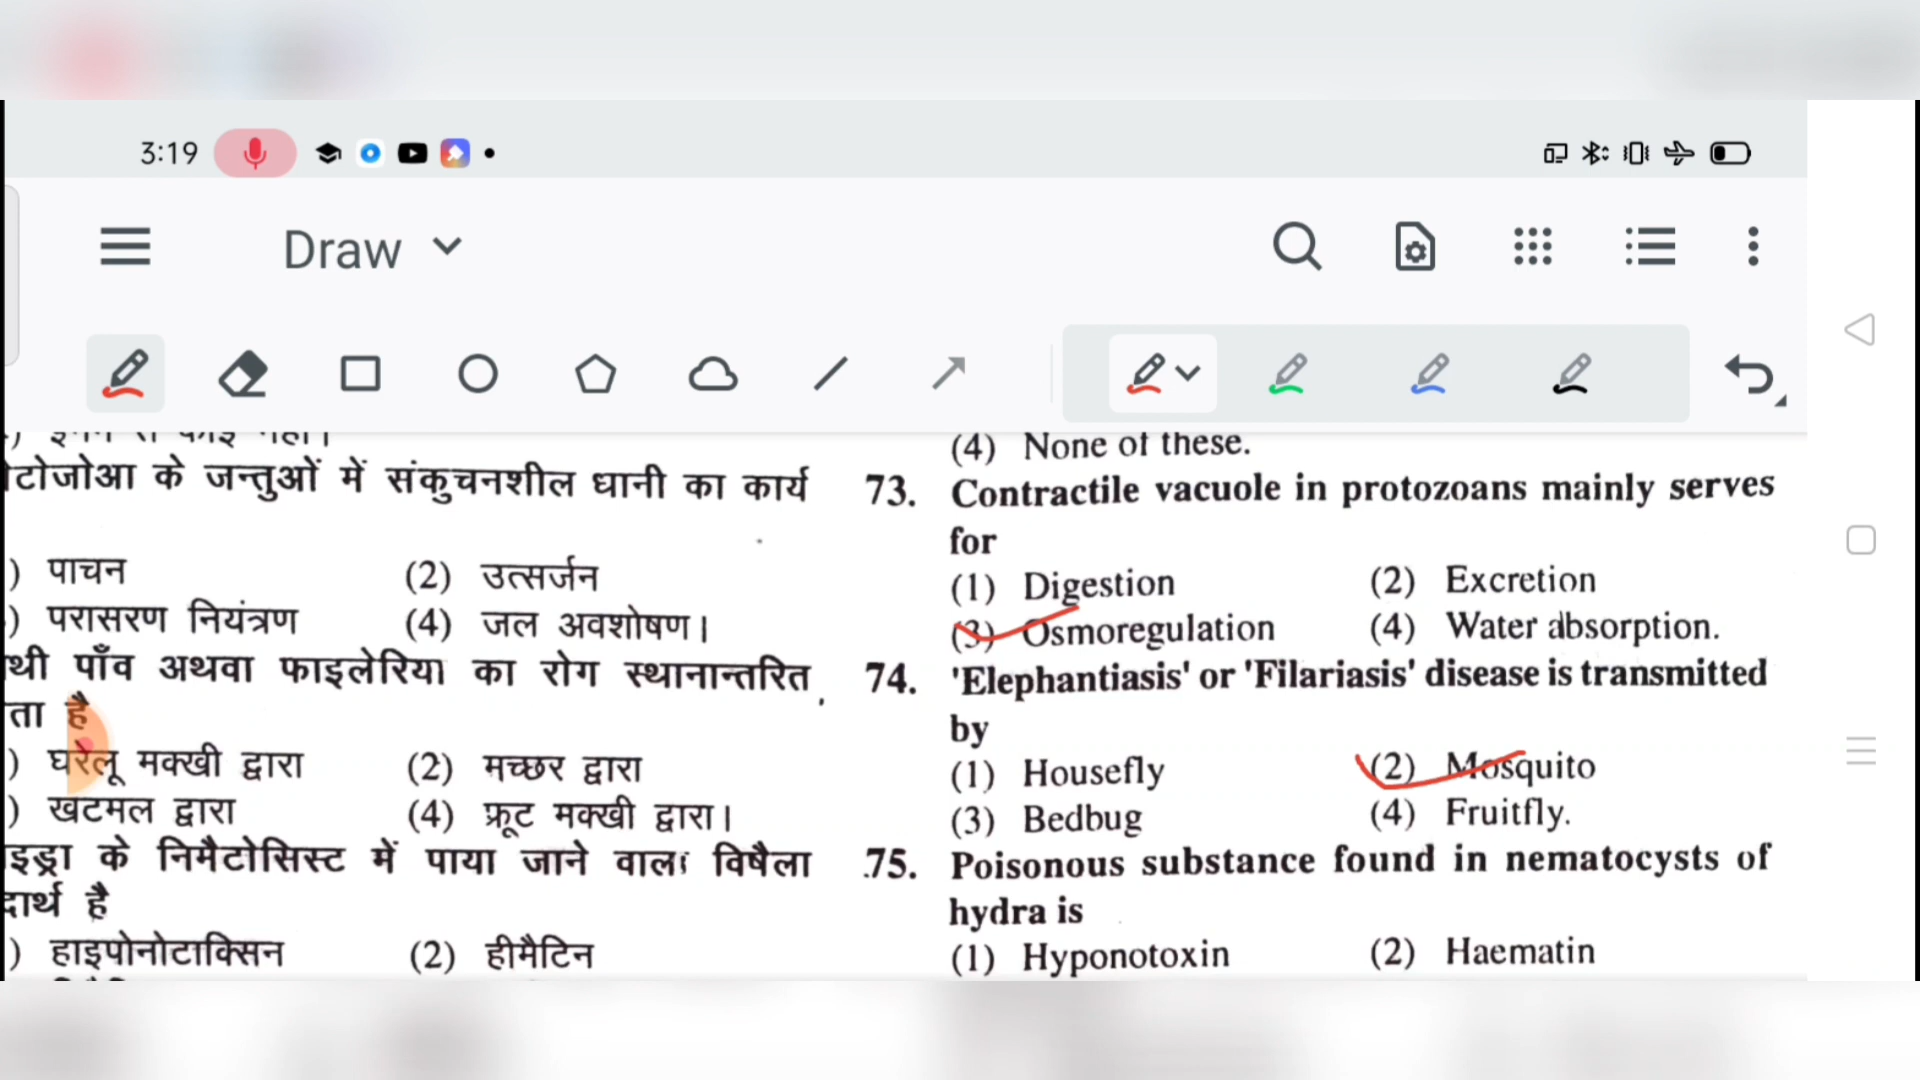 3:19
Draw
(4) None of these.
टोजोआ के जन्तुओं में संकुचनशील धानी का कार्य
) पाचन (2) उत्सर्जन
) परासरण नियंत्रण (4) जल अवशोषण।
थी पाँव अथवा फाइलेरिया का रोग स्थानान्तरित
ता है
) घरेलू मक्खी द्वारा (2) मच्छर द्वारा
) खटमल द्वारा (4) फ्रूट मक्खी द्वारा।
इड्रा के निमैटोसिस्ट में पाया जाने वाला विषैला
दार्थ है
) हाइपोनोटाक्सिन (2) हीमैटिन
73. Contractile vacuole in protozoans mainly serves
for
(1) Digestion (2) Excretion
(3) Osmoregulation (4) Water absorption.
74. 'Elephantiasis' or 'Filariasis' disease is transmitted
by
(1) Housefly (2) Mosquito
(3) Bedbug (4) Fruitfly.
75. Poisonous substance found in nematocysts of
hydra is
(1) Hyponotoxin (2) Haematin